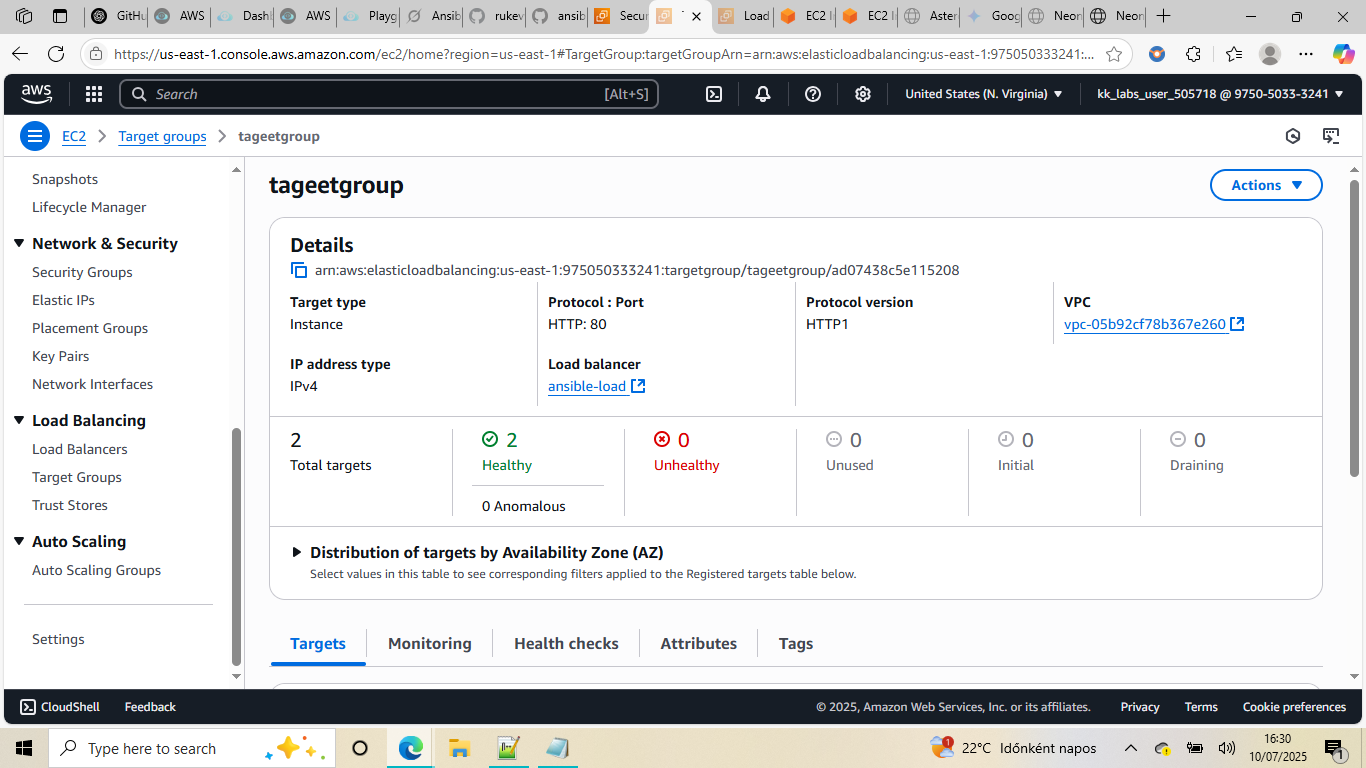 GitHu
AWS
Dash
AWS
Playg
Ansib
rukev
ansib
Secur
Load
EC2 I
EC2 I
Aster
Goog
Neon
Neon
https://us-east-1.console.aws.amazon.com/ec2/home?region=us-east-1#TargetGroup:targetGroupArn=arn:aws:elasticloadbalancing:us-east-1:975050333241:...
aws
Search
[Alt+S]
United States (N. Virginia)
kk_labs_user_505718 @ 9750-5033-3241
EC2
Target groups
tageetgroup
Snapshots
Lifecycle Manager
Network & Security
Security Groups
Elastic IPs
Placement Groups
Key Pairs
Network Interfaces
Load Balancing
Load Balancers
Target Groups
Trust Stores
Auto Scaling
Auto Scaling Groups
Settings
tageetgroup
Actions
Details
arn:aws:elasticloadbalancing:us-east-1:975050333241:targetgroup/tageetgroup/ad07438c5e115208
Target type
Instance
Protocol : Port
HTTP: 80
Protocol version
HTTP1
VPC
vpc-05b92cf78b367e260
IP address type
IPv4
Load balancer
ansible-load
2
Total targets
2
Healthy
0 Anomalous
0
Unhealthy
0
Unused
0
Initial
0
Draining
Distribution of targets by Availability Zone (AZ)
Select values in this table to see corresponding filters applied to the Registered targets table below.
Targets
Monitoring
Health checks
Attributes
Tags
CloudShell
Feedback
© 2025, Amazon Web Services, Inc. or its affiliates.
Privacy
Terms
Cookie preferences
Type here to search
1
22°C Időnként napos
16:30
10/07/2025
1